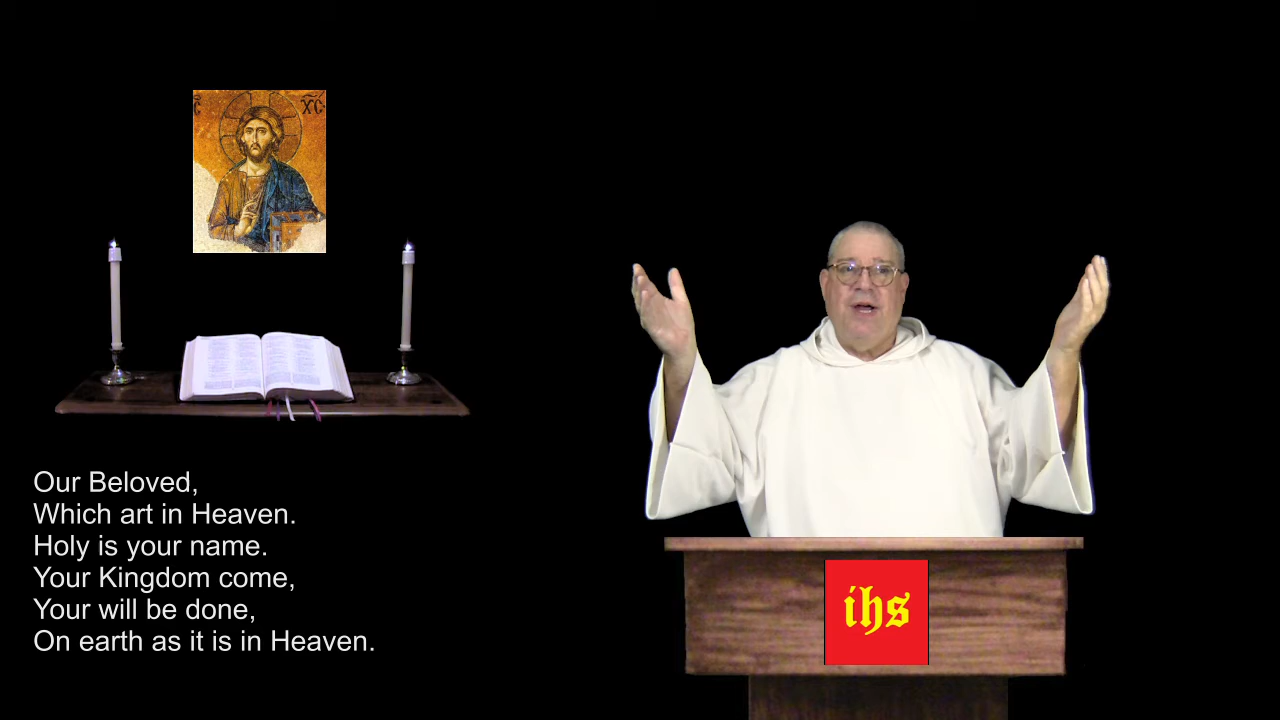 C XC
Our Beloved,
Which art in Heaven.
Holy is your name.
Your Kingdom come,
Your will be done,
On earth as it is in Heaven.
ihs